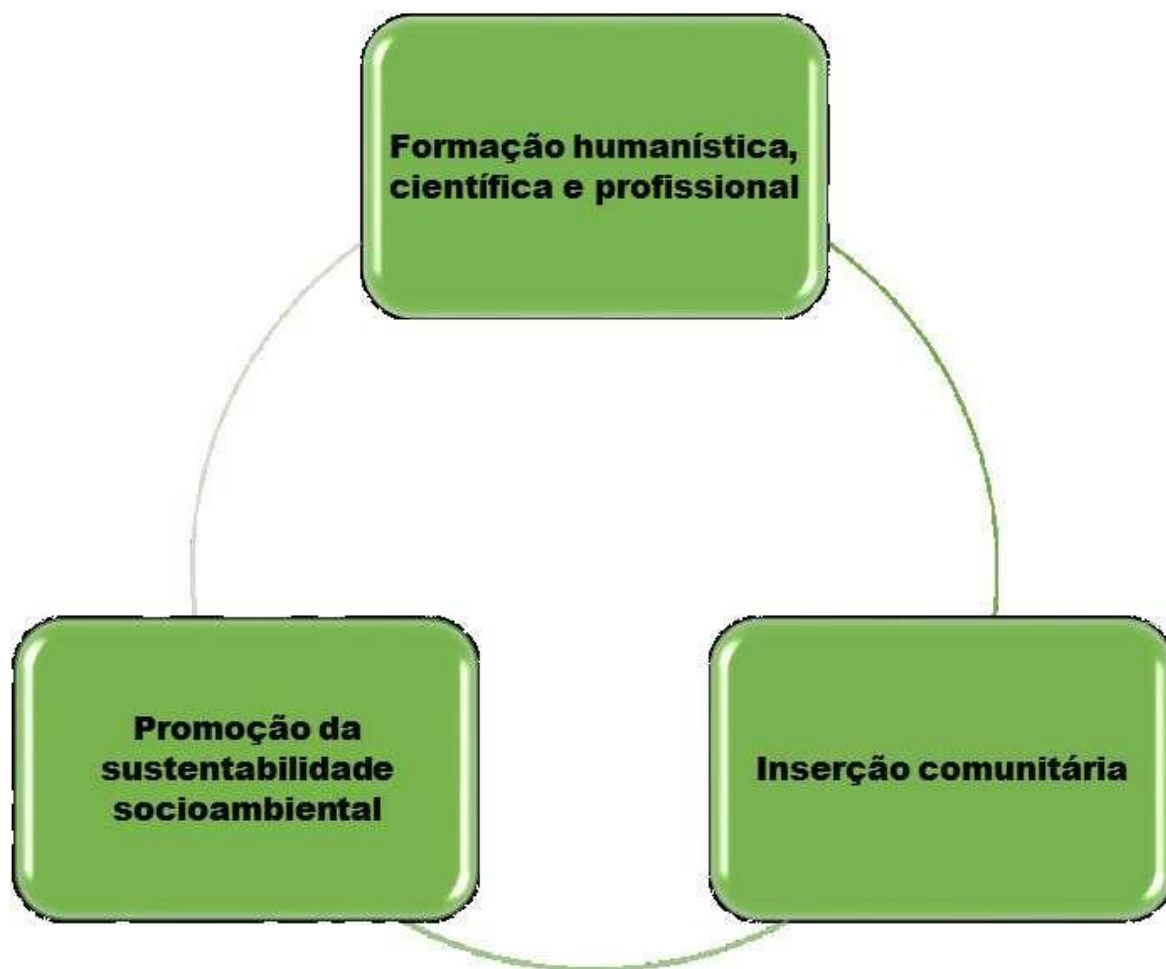 Formação humanística,
científica e profissional
Promoção da
sustentabilidade
socioambiental
Inserção comunitária